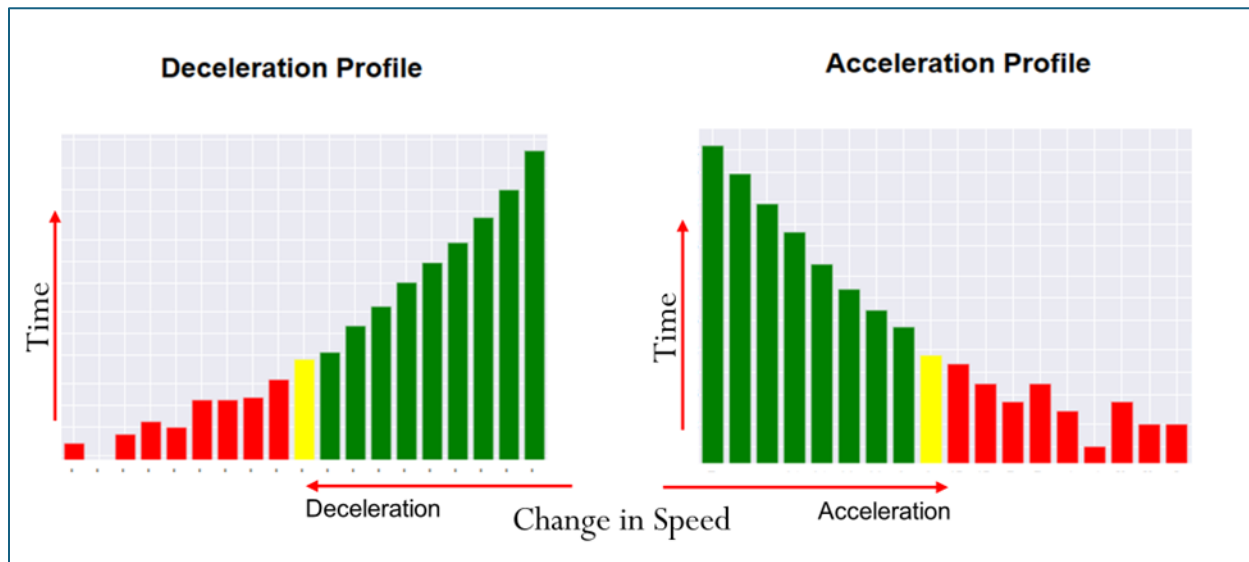 Deceleration Profile
Acceleration Profile
Time
Time
Deceleration
Change in Speed
Acceleration